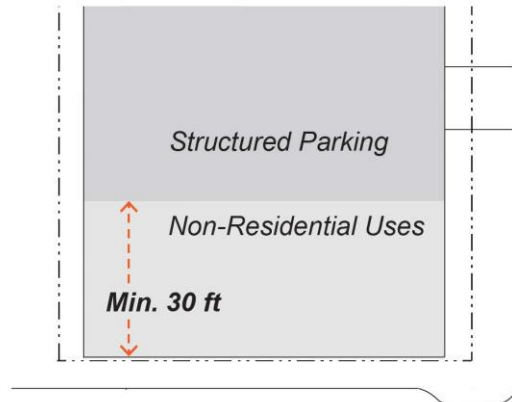 Structured Parking
Non-Residential Uses
Min. 30 ft